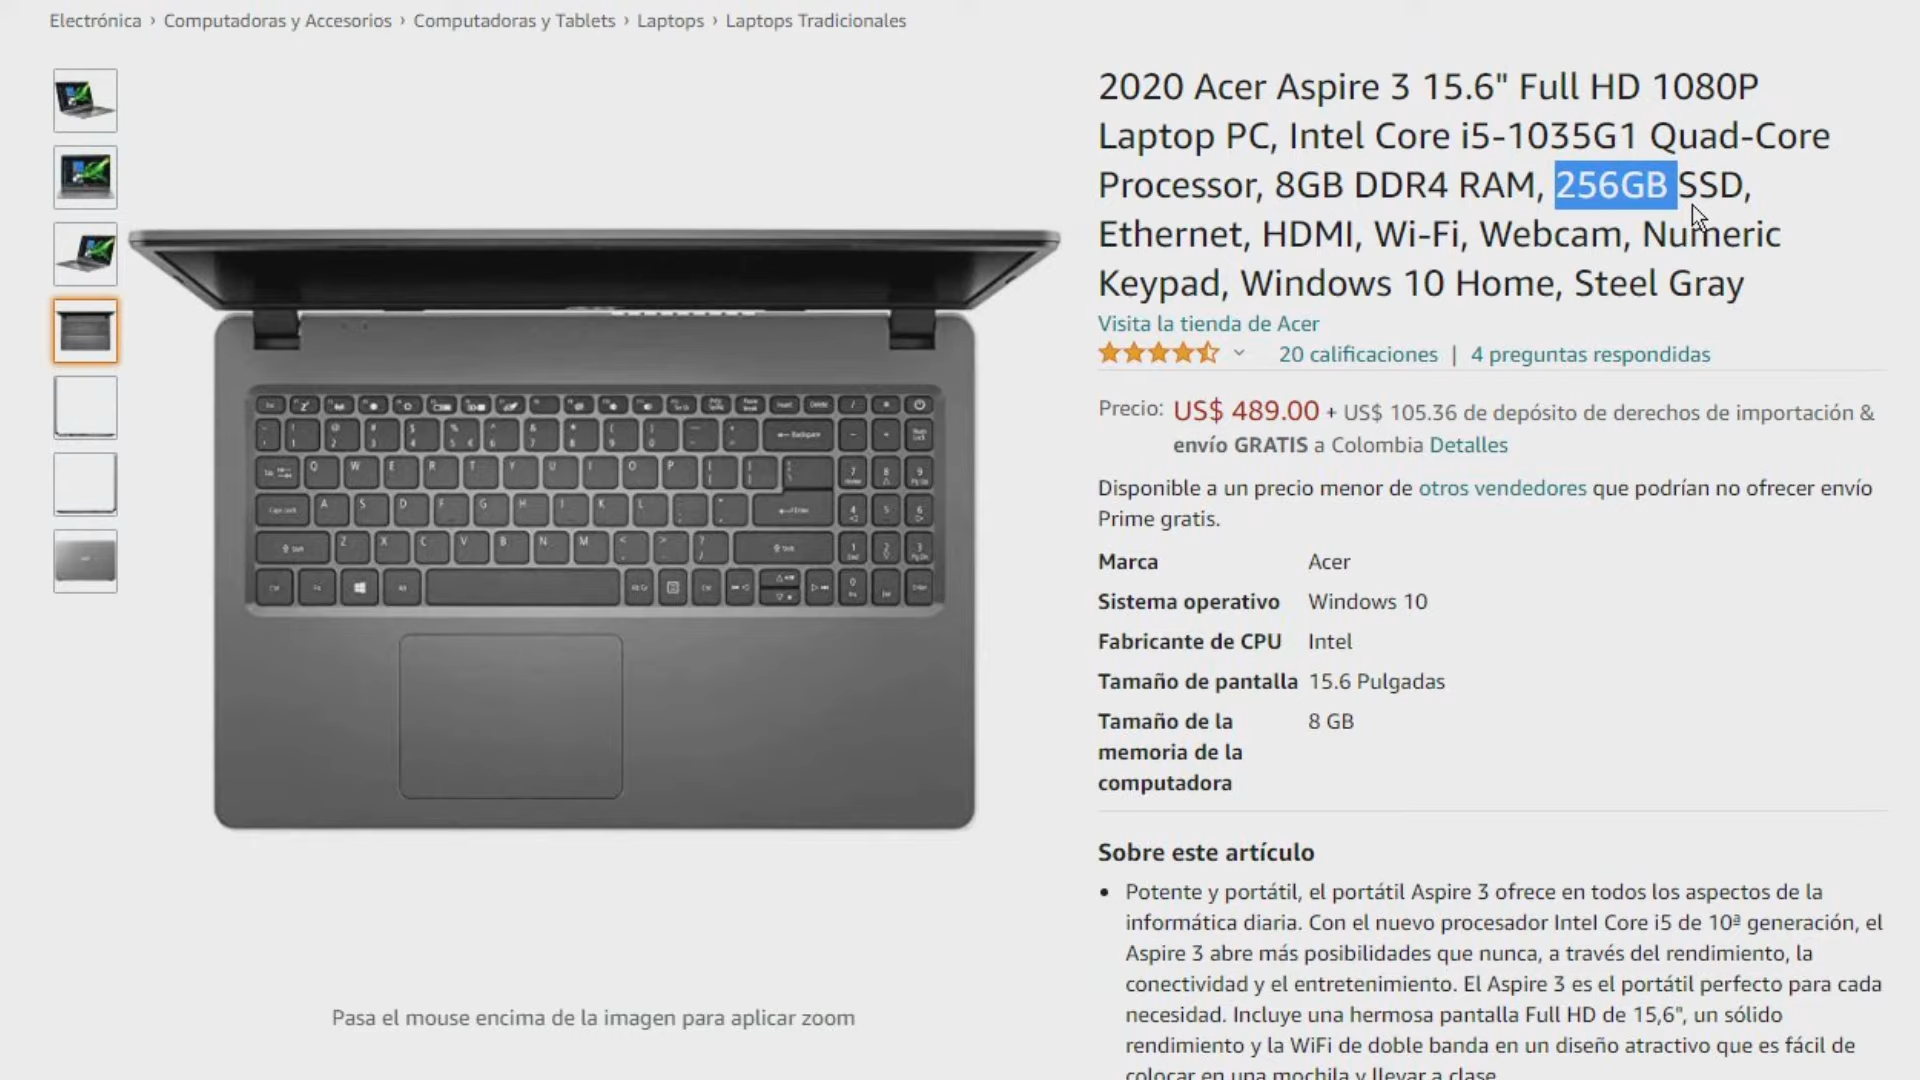 Electrónica › Computadoras y Accesorios › Computadoras y Tablets › Laptops › Laptops Tradicionales
2020 Acer Aspire 3 15.6" Full HD 1080P
Laptop PC, Intel Core i5-1035G1 Quad-Core
Processor, 8GB DDR4 RAM, 256GB SSD,
Ethernet, HDMI, Wi-Fi, Webcam, Numeric
Keypad, Windows 10 Home, Steel Gray
Visita la tienda de Acer
20 calificaciones | 4 preguntas respondidas
Precio: US$ 489.00 + US$ 105.36 de depósito de derechos de importación &
envío GRATIS a Colombia Detalles
Disponible a un precio menor de otros vendedores que podrían no ofrecer envío
Prime gratis.
Marca Acer
Sistema operativo Windows 10
Fabricante de CPU Intel
Tamaño de pantalla 15.6 Pulgadas
Tamaño de la 8 GB
memoria de la
computadora
Sobre este artículo
• Potente y portátil, el portátil Aspire 3 ofrece en todos los aspectos de la
informática diaria. Con el nuevo procesador Intel Core i5 de 10ª generación, el
Aspire 3 abre más posibilidades que nunca, a través del rendimiento, la
conectividad y el entretenimiento. El Aspire 3 es el portátil perfecto para cada
necesidad. Incluye una hermosa pantalla Full HD de 15,6", un sólido
rendimiento y la WiFi de doble banda en un diseño atractivo que es fácil de
colocar en una mochila y llevar a clase.
Q W E R T Y U I O P
A S D F G H J K L
Z X C V B N M
Pasa el mouse encima de la imagen para aplicar zoom